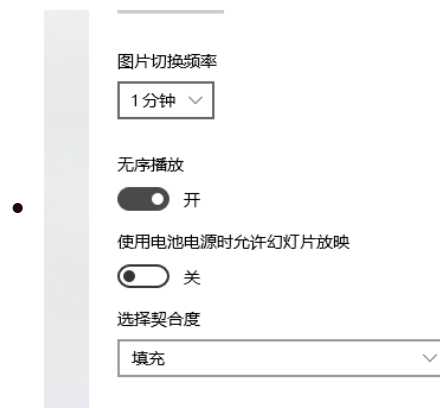 图片切换频率
1 分钟
无序播放
开
使用电池电源时允许幻灯片放映
关
选择契合度
填充